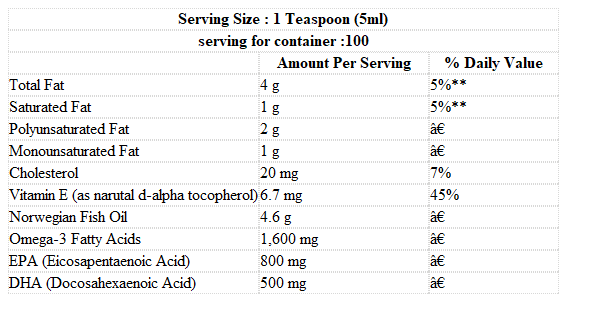 Serving Size : 1 Teaspoon (5ml)
serving for container :100
Amount Per Serving % Daily Value
Total Fat 4 g 5%**
Saturated Fat 1 g 5%**
Polyunsaturated Fat 2 g â€
Monounsaturated Fat 1 g â€
Cholesterol 20 mg 7%
Vitamin E (as narutal d-alpha tocopherol) 6.7 mg 45%
Norwegian Fish Oil 4.6 g â€
Omega-3 Fatty Acids 1,600 mg â€
EPA (Eicosapentaenoic Acid) 800 mg â€
DHA (Docosahexaenoic Acid) 500 mg â€